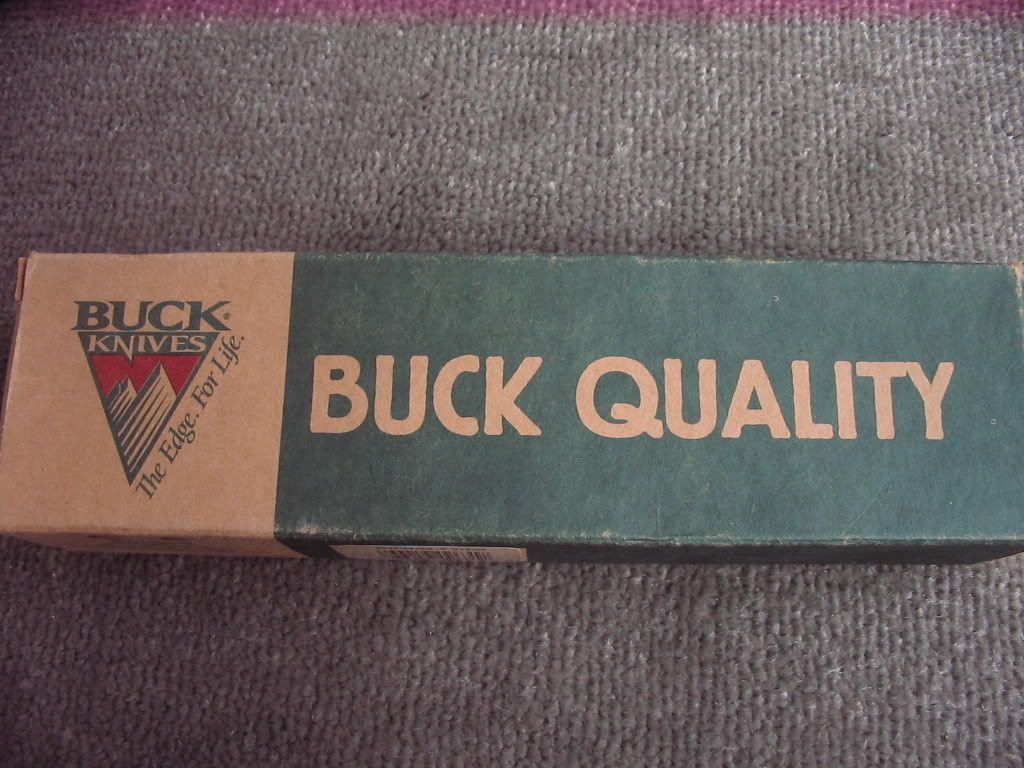 BUCK®
KNIVES
The Edge. For Life.
BUCK QUALITY